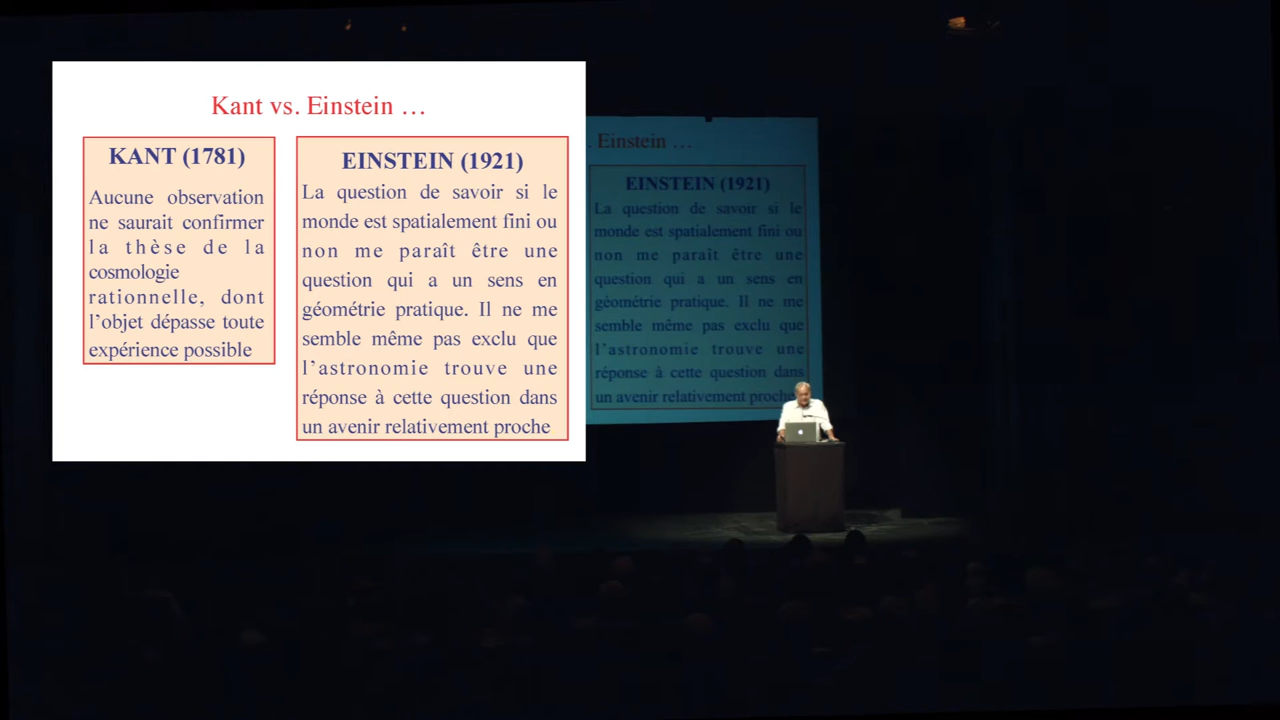 Kant vs. Einstein …
KANT (1781)
Aucune observation
ne saurait confirmer
la thèse de la
cosmologie
rationnelle, dont
l’objet dépasse toute
expérience possible
EINSTEIN (1921)
La question de savoir si le
monde est spatialement fini ou
non me paraît être une
question qui a un sens en
géométrie pratique. Il ne me
semble même pas exclu que
l’astronomie trouve une
réponse à cette question dans
un avenir relativement proche
. Einstein …
EINSTEIN (1921)
La question de savoir si le
monde est spatialement fini ou
non me paraît être une
question qui a un sens en
géométrie pratique. Il ne me
semble même pas exclu que
l’astronomie trouve une
réponse à cette question dans
un avenir relativement proche